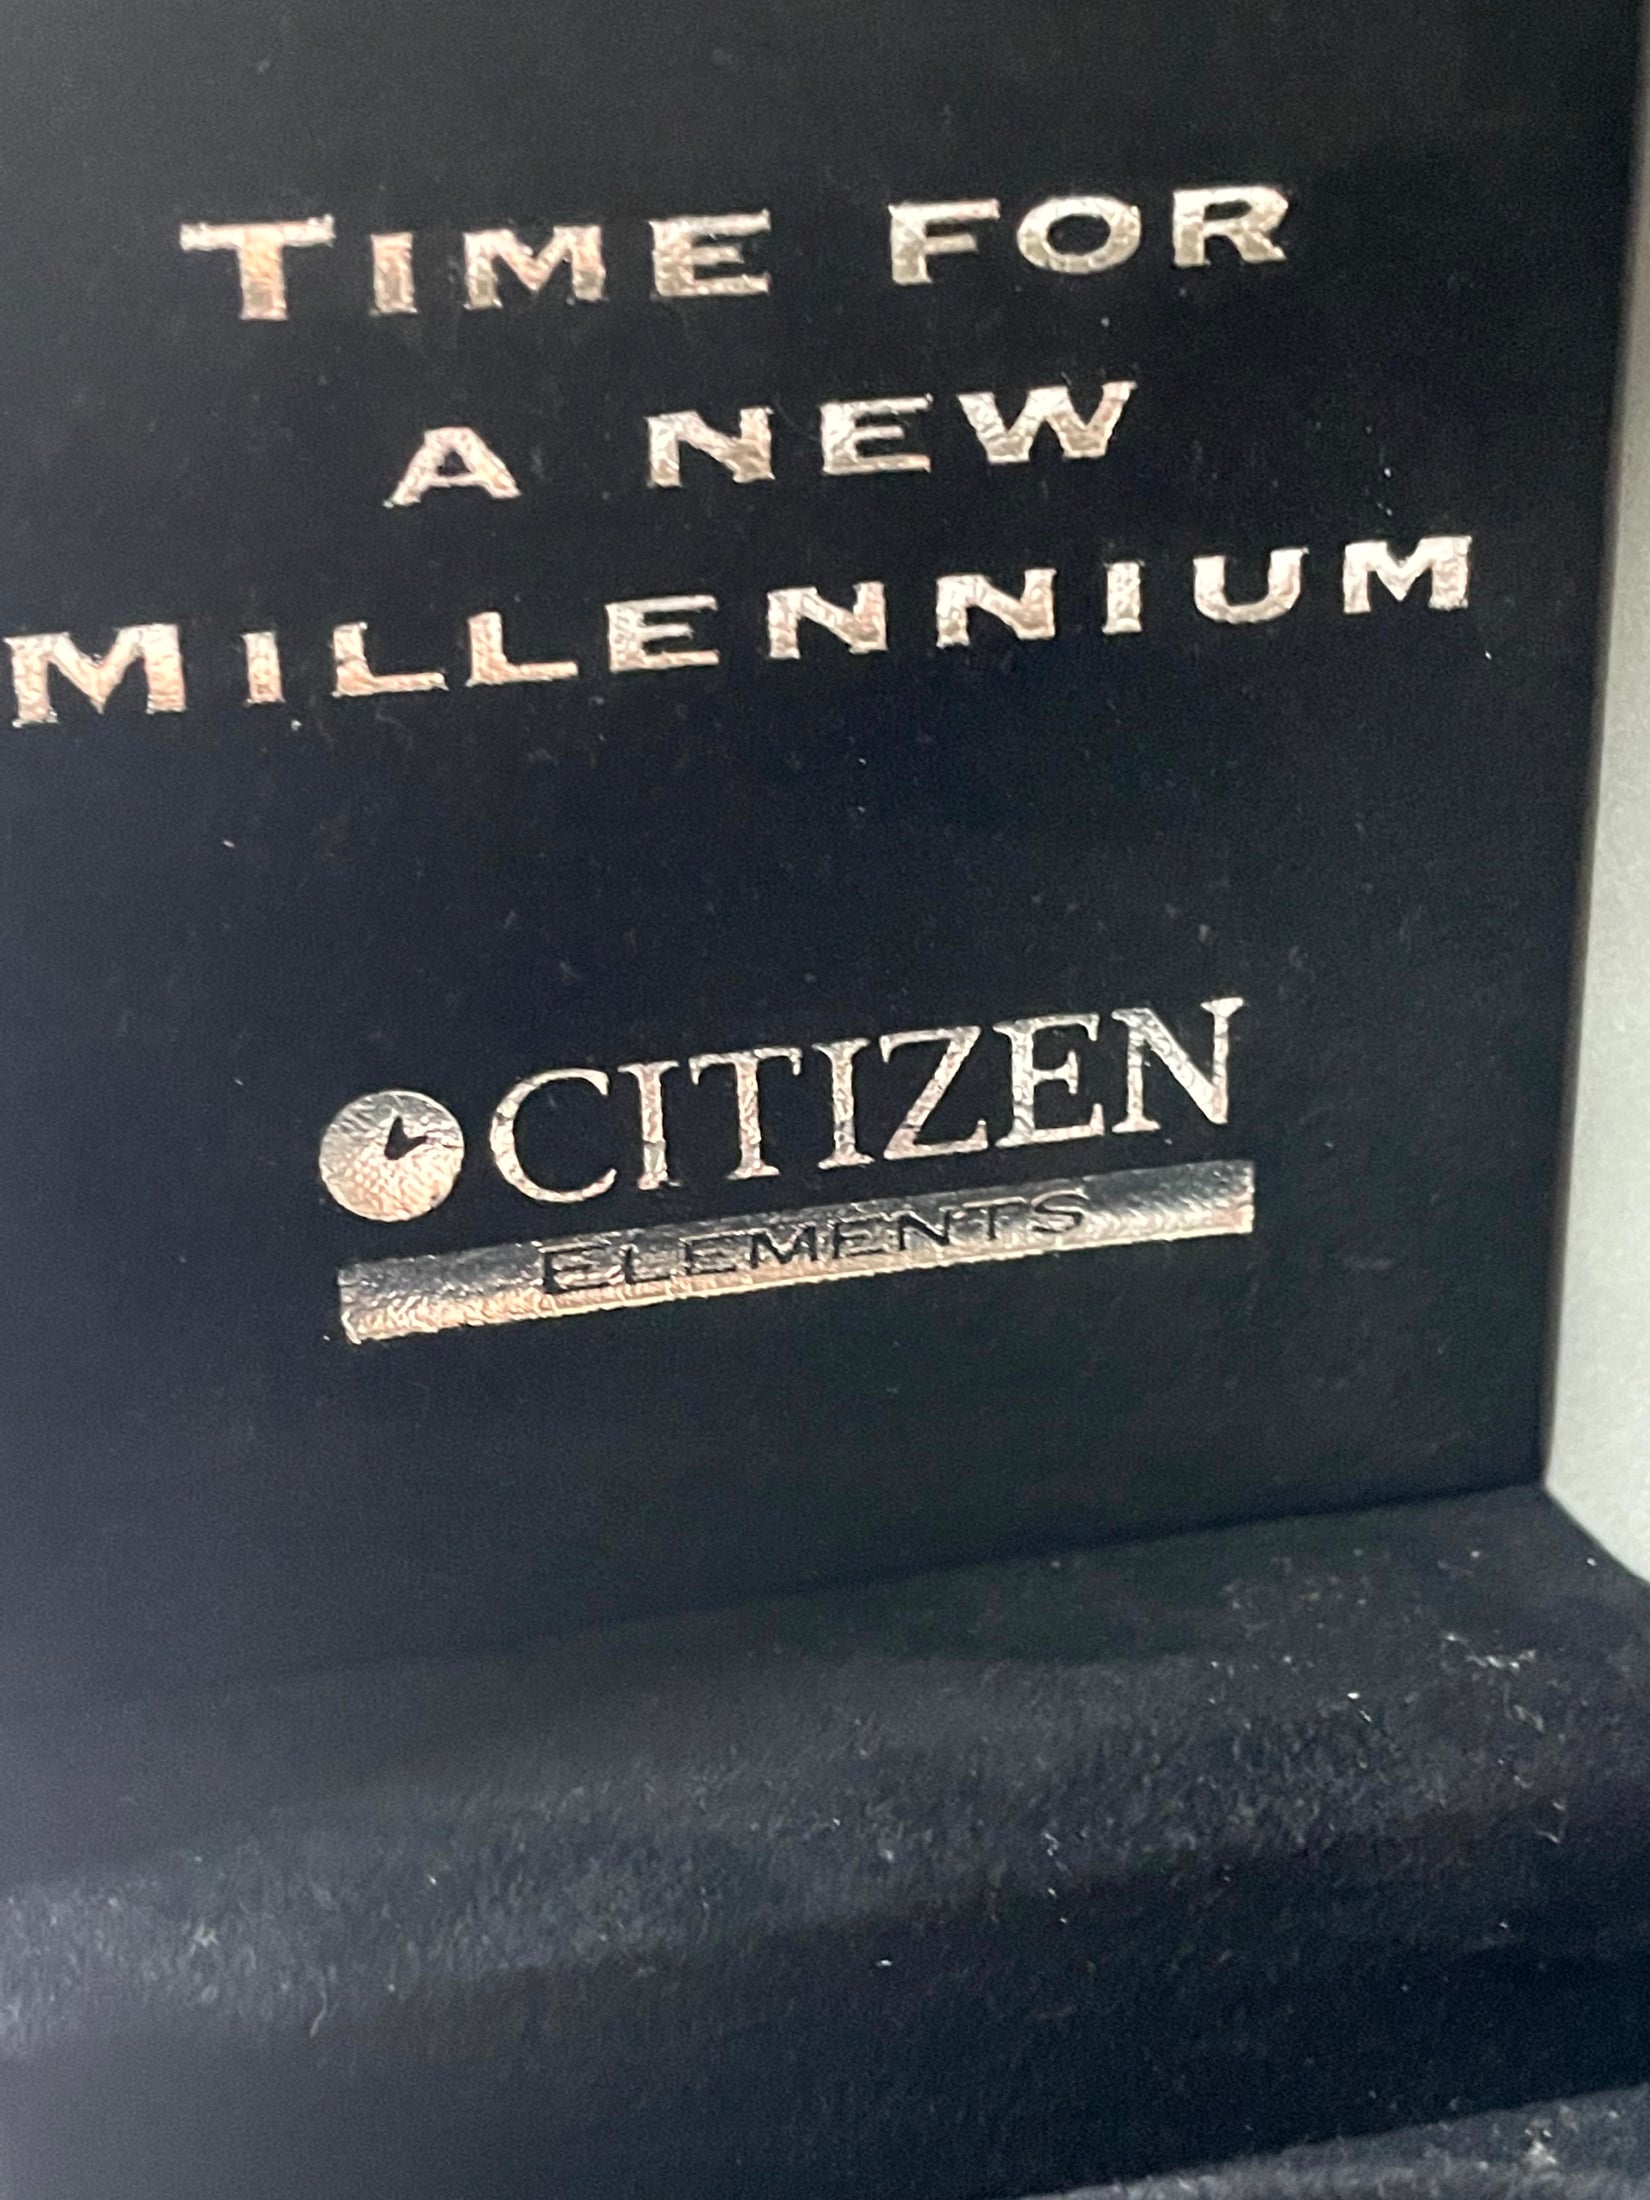 TIME FOR
A NEW
MILLENNIUM
CITIZEN
ELEMENTS